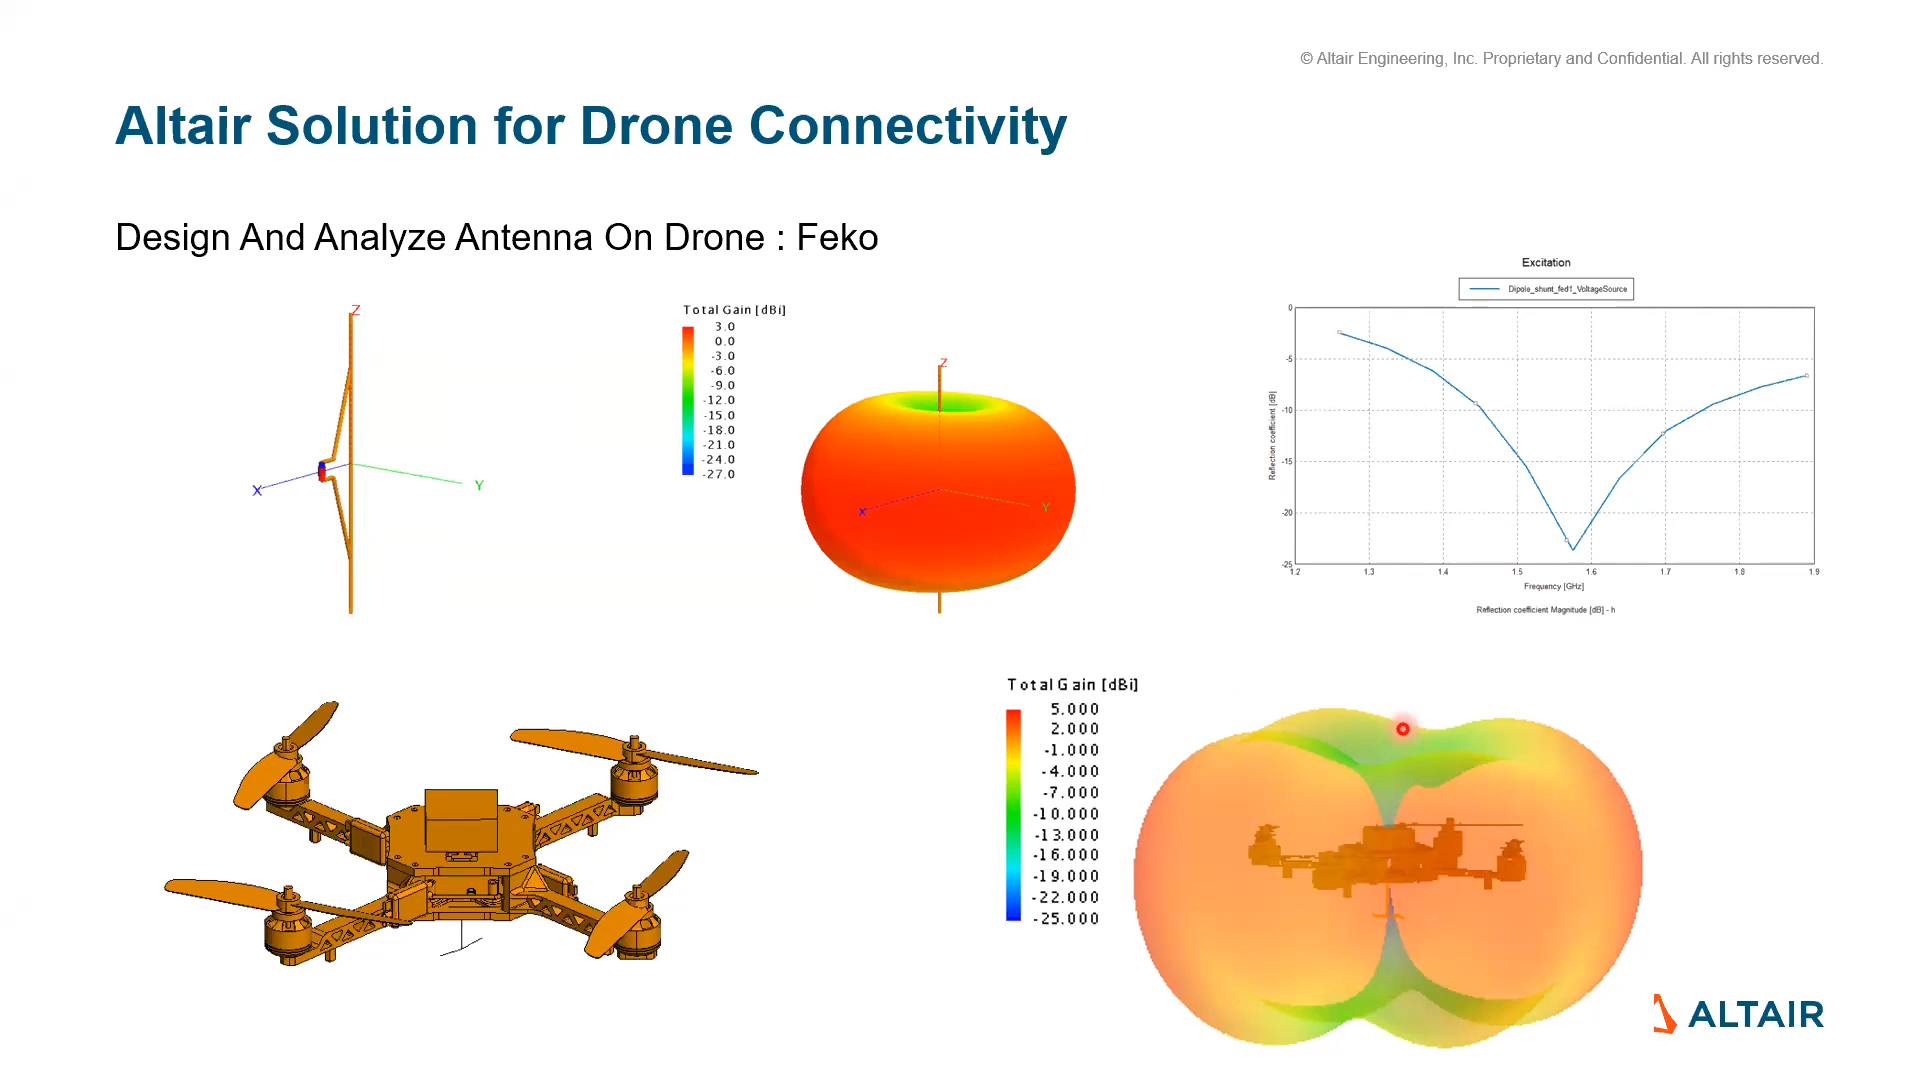 © Altair Engineering, Inc. Proprietary and Confidential. All rights reserved.
Altair Solution for Drone Connectivity
Design And Analyze Antenna On Drone : Feko
Z
X
Y
Total Gain [dBi]
3.0
0.0
-3.0
-6.0
-9.0
-12.0
-15.0
-18.0
-21.0
-24.0
-27.0
Z
X
Y
Excitation
Dipole_shunt_fed1_VoltageSource
Reflection coefficient [dB]
0
-5
-10
-15
-20
-25
1.2 1.3 1.4 1.5 1.6 1.7 1.8 1.9
Frequency [GHz]
Reflection coefficient Magnitude [dB] - h
Total Gain [dBi]
5.000
2.000
-1.000
-4.000
-7.000
-10.000
-13.000
-16.000
-19.000
-22.000
-25.000
ALTAIR